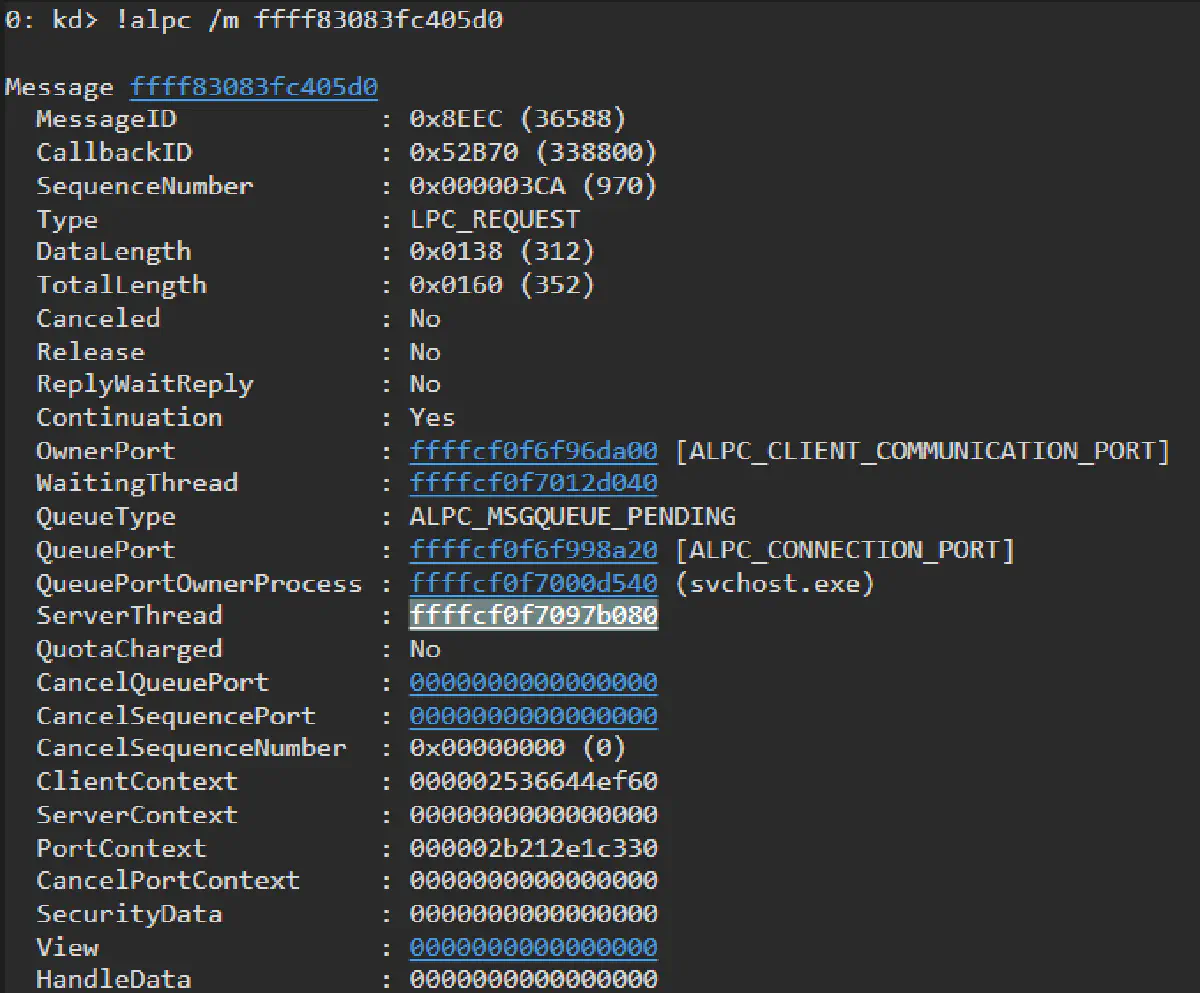 0: kd> !alpc /m ffff83083fc405d0
Message ffff83083fc405d0
MessageID : 0x8EEC (36588)
CallbackID : 0x52B70 (338800)
SequenceNumber : 0x000003CA (970)
Type : LPC_REQUEST
DataLength : 0x0138 (312)
TotalLength : 0x0160 (352)
Canceled : No
Release : No
ReplyWaitReply : No
Continuation : Yes
OwnerPort : ffffcf0f6f96da00 [ALPC_CLIENT_COMMUNICATION_PORT]
WaitingThread : ffffcf0f7012d040
QueueType : ALPC_MSGQUEUE_PENDING
QueuePort : ffffcf0f6f998a20 [ALPC_CONNECTION_PORT]
QueuePortOwnerProcess : ffffcf0f7000d540 (svchost.exe)
ServerThread : ffffcf0f7097b080
QuotaCharged : No
CancelQueuePort : 0000000000000000
CancelSequencePort : 0000000000000000
CancelSequenceNumber : 0x00000000 (0)
ClientContext : 000002536644ef60
ServerContext : 0000000000000000
PortContext : 000002b212e1c330
CancelPortContext : 0000000000000000
SecurityData : 0000000000000000
View : 0000000000000000
HandleData : 0000000000000000